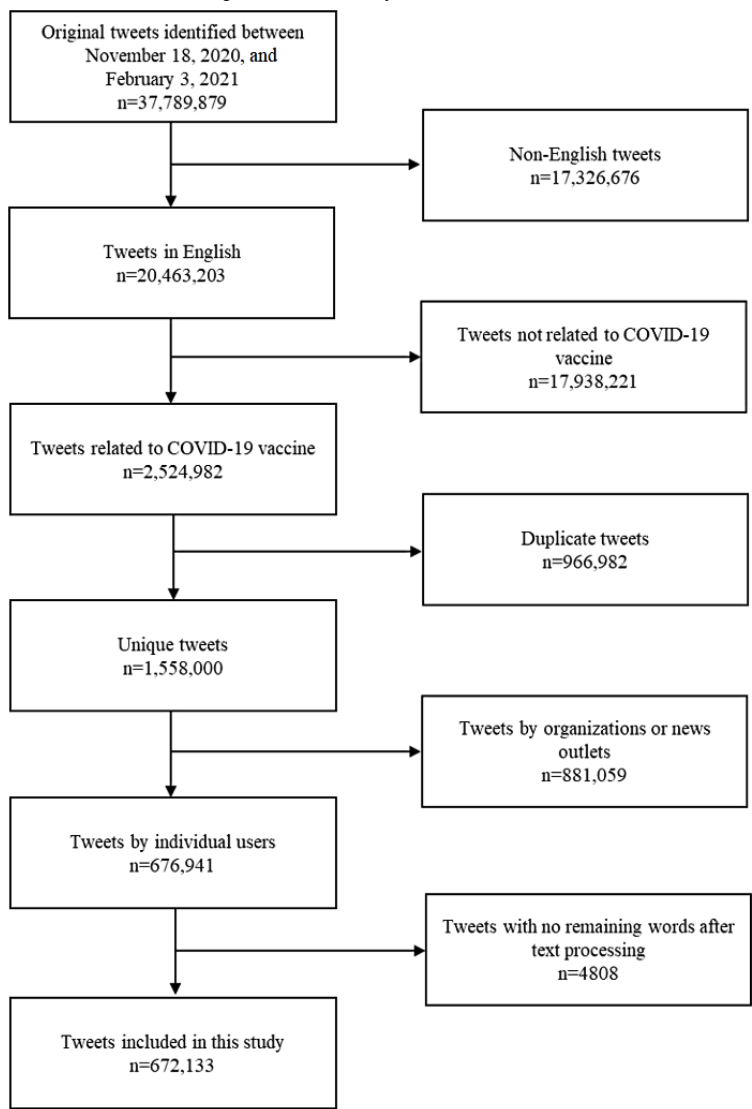 Original tweets identified between
November 18, 2020, and
February 3, 2021
n=37,789,879
Non-English tweets
n=17,326,676
Tweets in English
n=20,463,203
Tweets not related to COVID-19
vaccine
n=17,938,221
Tweets related to COVID-19 vaccine
n=2,524,982
Duplicate tweets
n=966,982
Unique tweets
n=1,558,000
Tweets by organizations or news
outlets
n=881,059
Tweets by individual users
n=676,941
Tweets with no remaining words after
text processing
n=4808
Tweets included in this study
n=672,133